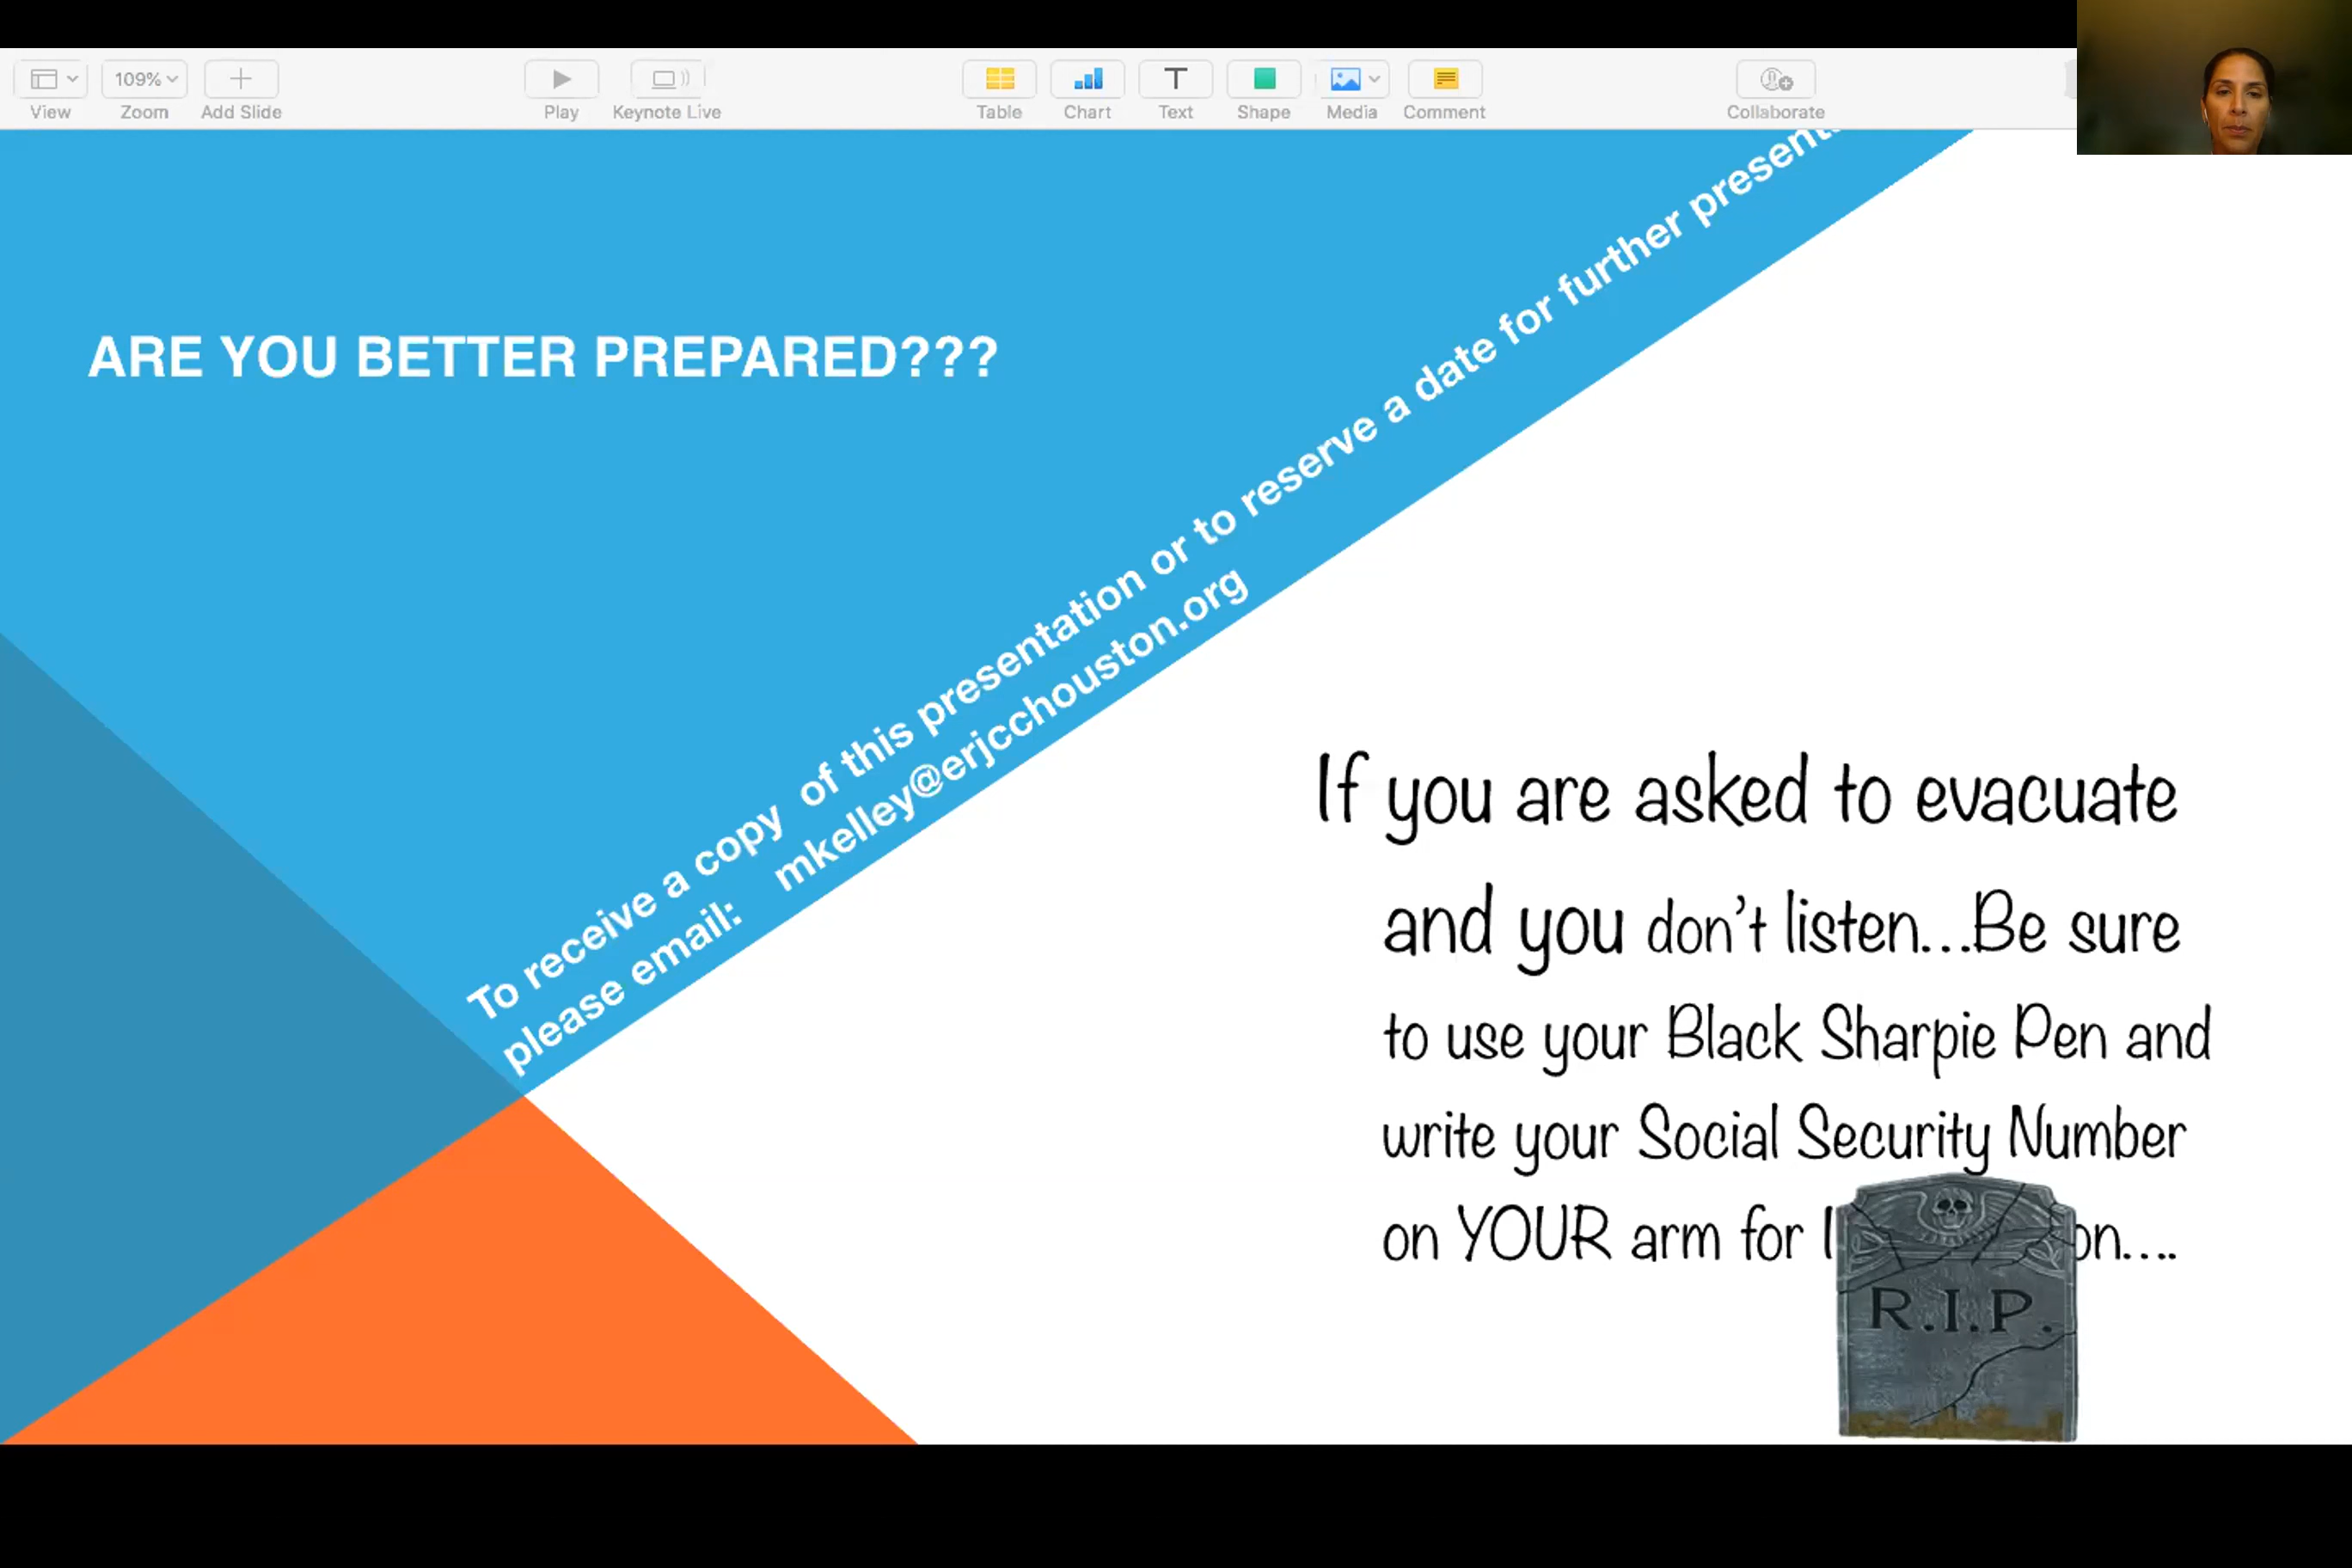 109%
View
Zoom
Add Slide
Play
Keynote Live
Table
Chart
Text
Shape
Media
Comment
Collaborate
ARE YOU BETTER PREPARED???
To receive a copy of this presentation or to reserve a date for further
please email: mkelley@erjcchouston.org
If you are asked to evacuate
and you don't listen...Be sure
to use your Black Sharpie Pen and
write your Social Security Number
on YOUR arm for
R.I.P.